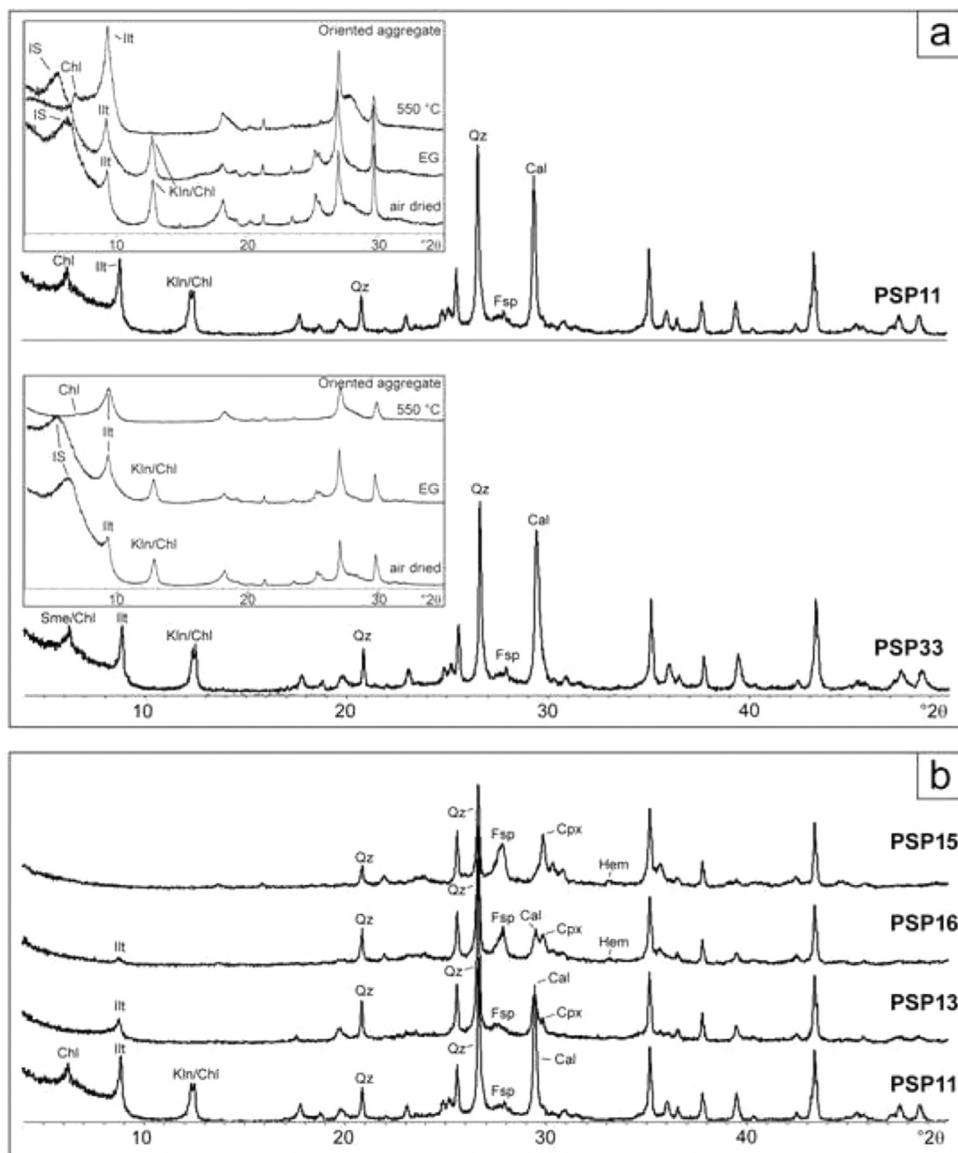 a
Oriented aggregate
Ilt
IS
Chl
550 °C
IS
Ilt
EG
Ilt
Kln/Chl
air dried
10 20 30 °2θ
Qz
Cal
Chl
Ilt
Kln/Chl
Qz
Fsp
PSP11
Oriented aggregate
Chl
550 °C
Ilt
IS
Kln/Chl
EG
Ilt
Kln/Chl
air dried
10 20 30 °2θ
Qz
Cal
Sme/Chl
Ilt
Kln/Chl
Qz
Fsp
PSP33
10 20 30 40 °2θ
b
Qz
Qz
Fsp
Cpx
Hem
PSP15
Ilt
Qz
Qz
Fsp
Cal
Cpx
Hem
PSP16
Ilt
Qz
Qz
Fsp
Cal
Cpx
PSP13
Chl
Ilt
Kln/Chl
Qz
Qz
Fsp
Cal
PSP11
10 20 30 40 °2θ